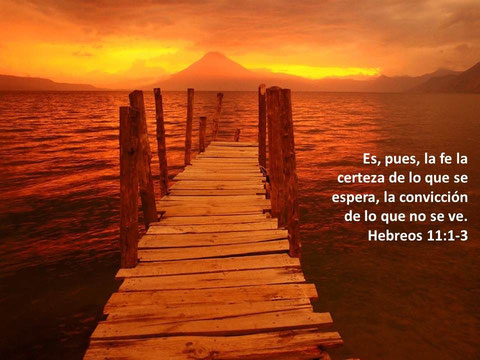 Es, pues, la fe la
certeza de lo que se
espera, la convicción
de lo que no se ve.
Hebreos 11:1-3